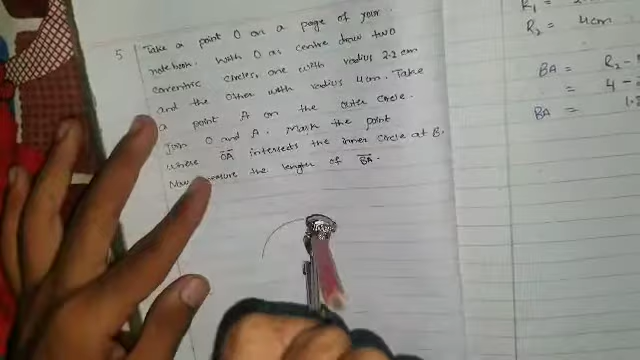 5 Take a point O on a page of your
notebook. With O as centre draw two
concentric circles, one with radius 2.2 cm
and the other with radius 4cm. Take
a point A on the outer circle.
Join O and A. Mark the point
where OA intersects the inner circle at B.
Now measure the length of BA.
R1 =
R2 = 4cm
BA = R2 -
= 4 -
BA = 1.